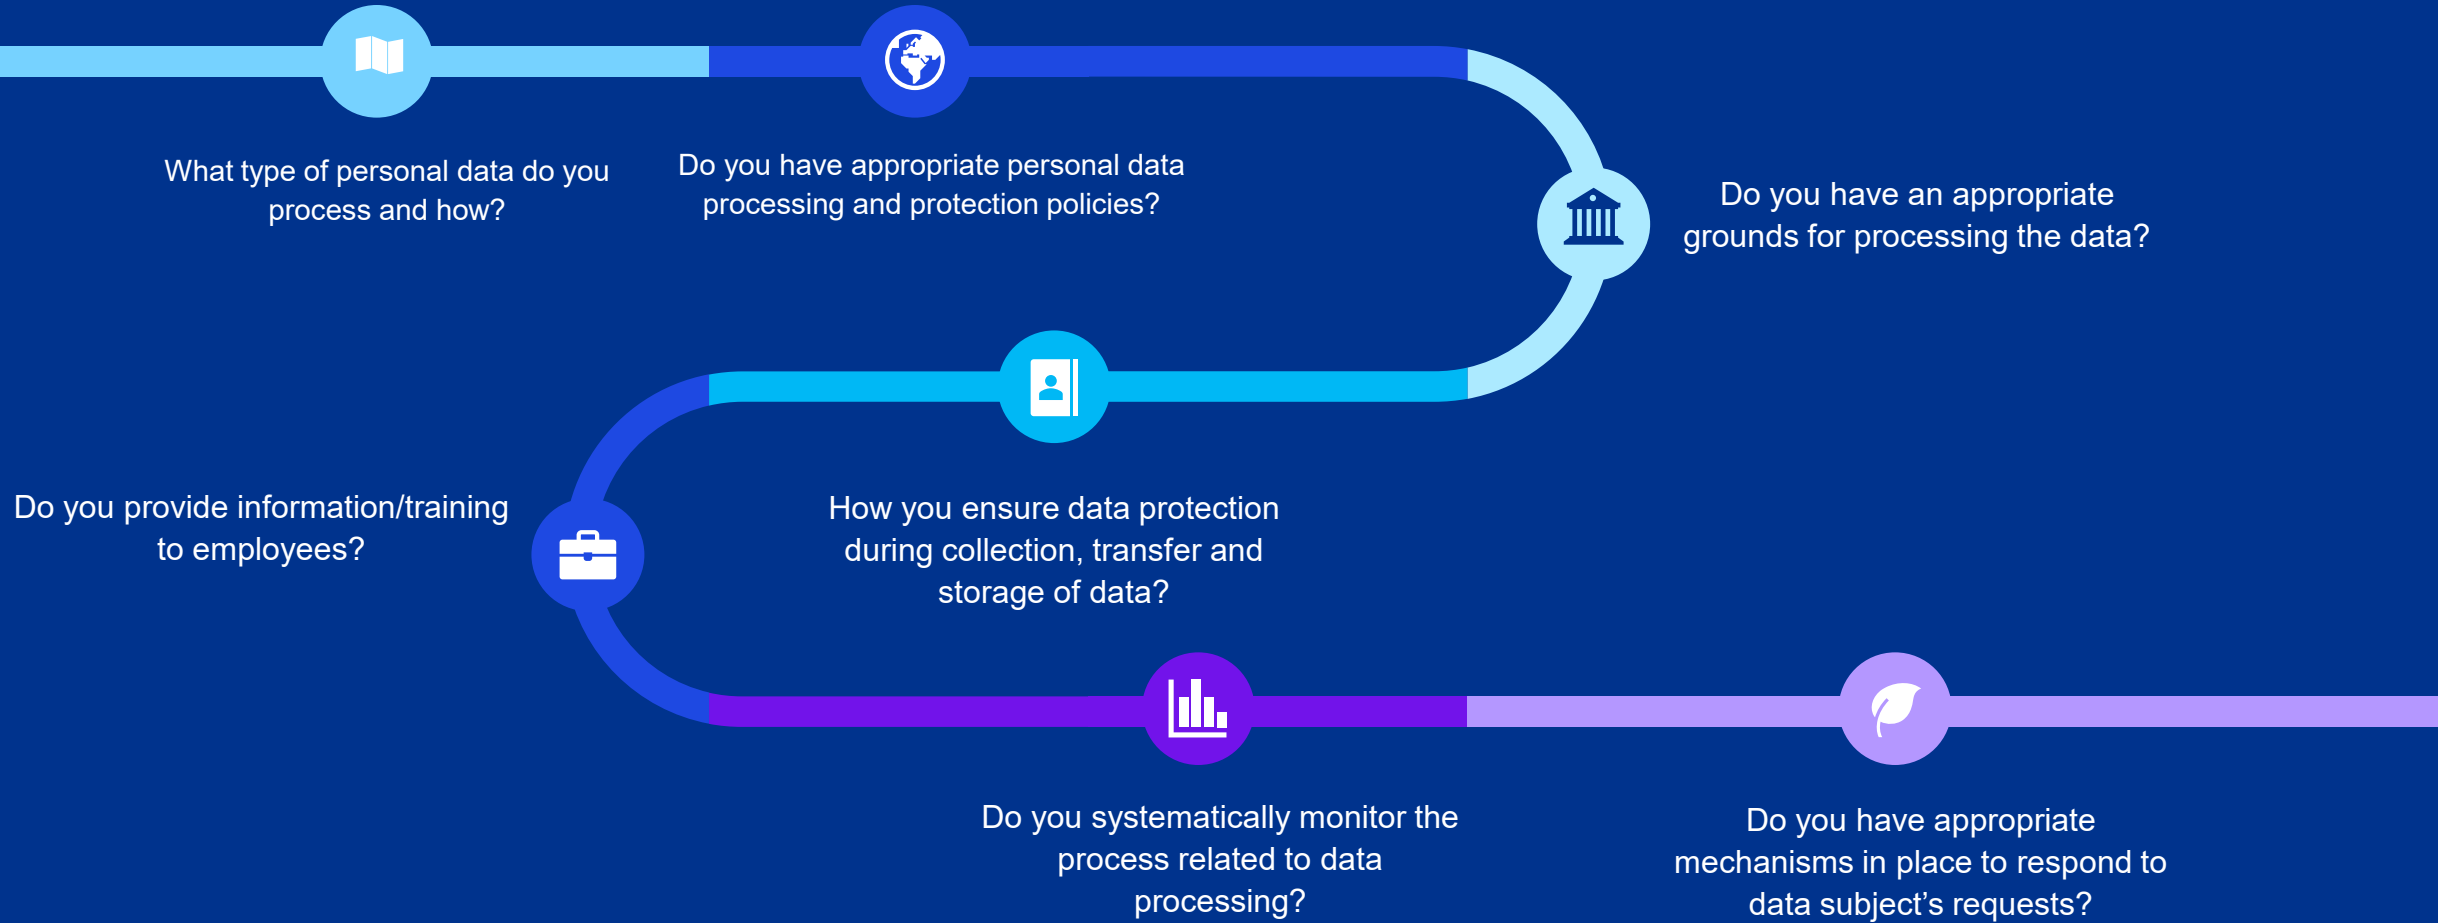 What type of personal data do you
process and how?
Do you have appropriate personal data
processing and protection policies?
Do you have an appropriate
grounds for processing the data?
How you ensure data protection
during collection, transfer and
storage of data?
Do you provide information/training
to employees?
Do you systematically monitor the
process related to data
processing?
Do you have appropriate
mechanisms in place to respond to
data subject’s requests?